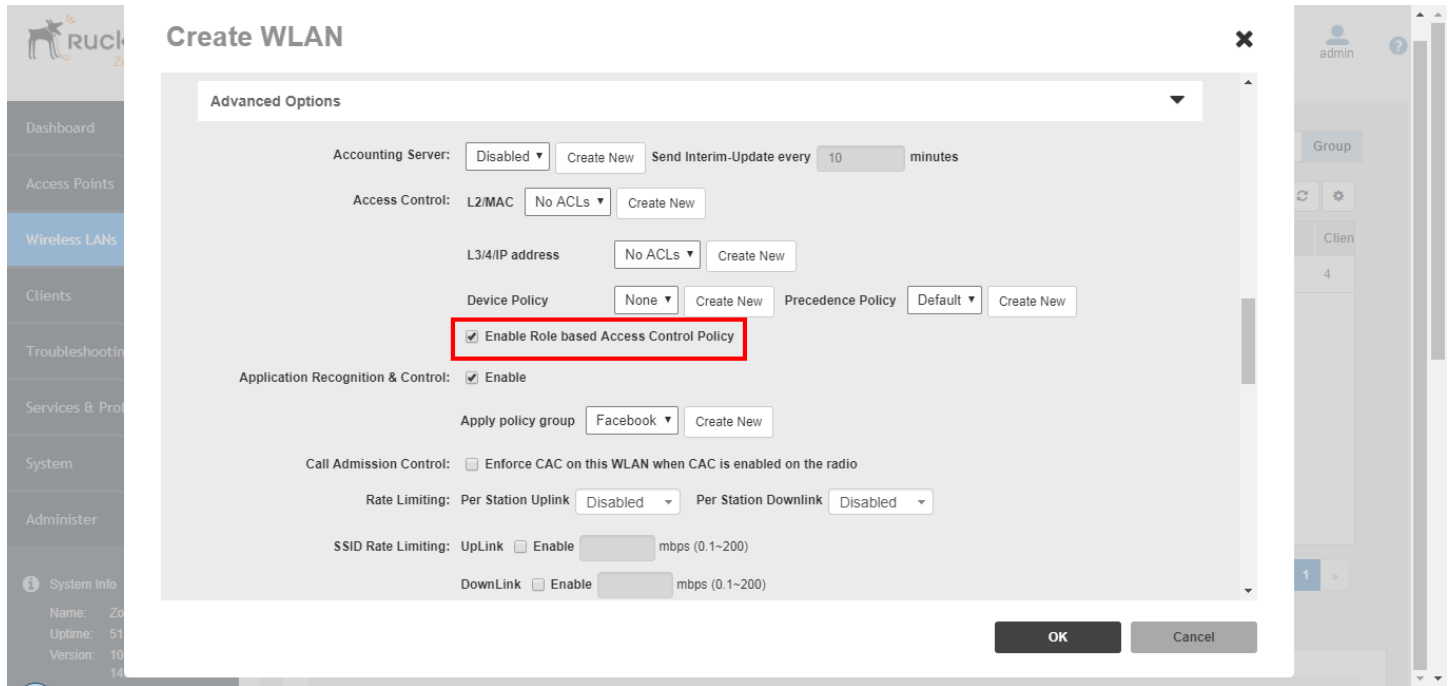 RUCK
Create WLAN
admin
Advanced Options
Dashboard
Group
Accounting Server: Disabled Create New Send Interim-Update every 10 minutes
Access Points
Access Control: L2/MAC No ACLs Create New
Wireless LANs
Clien
L3/4/IP address No ACLs Create New
4
Clients
Device Policy None Create New Precedence Policy Default Create New
Enable Role based Access Control Policy
Troubleshootin
Application Recognition & Control: Enable
Services & Prof
Apply policy group Facebook Create New
System
Call Admission Control: Enforce CAC on this WLAN when CAC is enabled on the radio
Rate Limiting: Per Station Uplink Disabled Per Station Downlink Disabled
Administer
SSID Rate Limiting: UpLink Enable mbps (0.1~200)
System Info
DownLink Enable mbps (0.1~200)
1 »
Name: Zo
Uptime: 51
Version: 10
14
OK Cancel